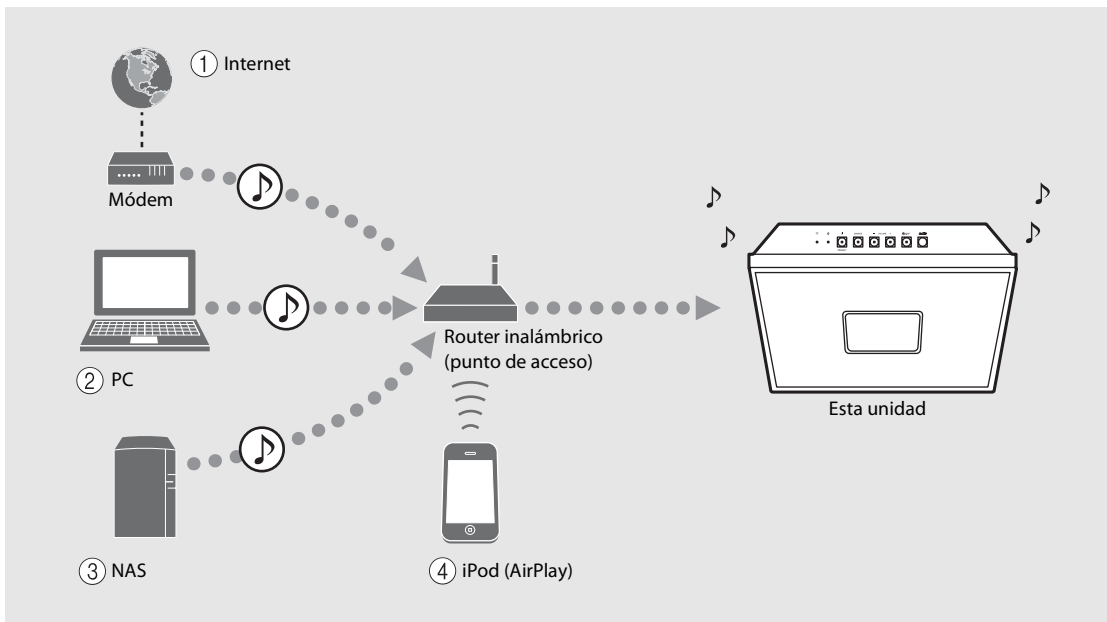 ① Internet
Módem
② PC
Router inalámbrico
(punto de acceso)
Esta unidad
③ NAS
④ iPod (AirPlay)